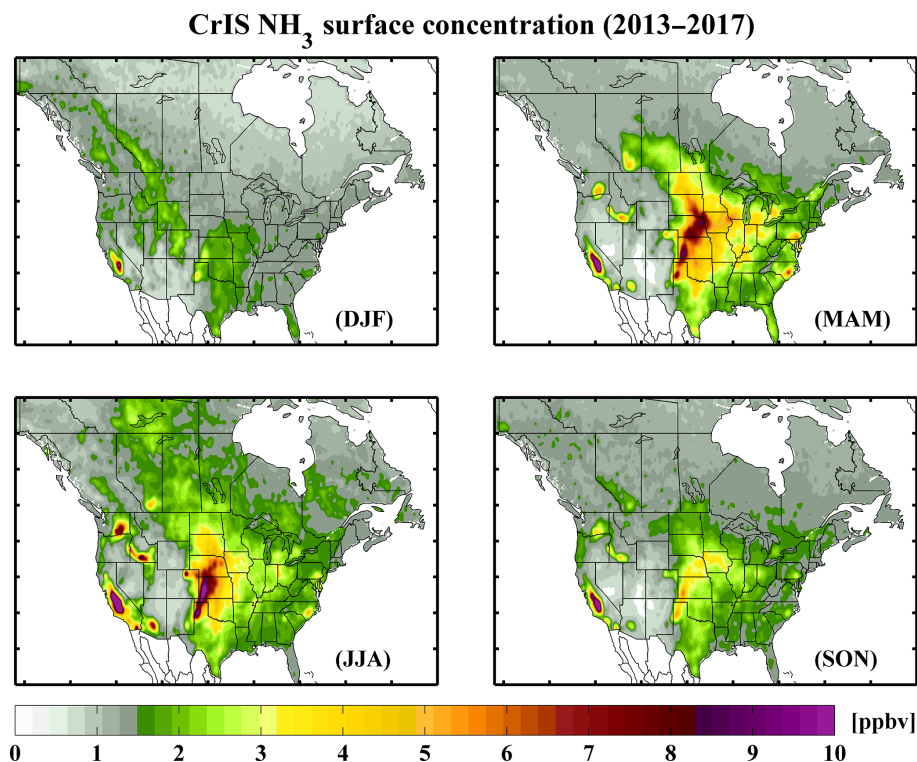 CrIS NH3 surface concentration (2013–2017)
(DJF)
(MAM)
(JJA)
(SON)
[ppbv]
0 1 2 3 4 5 6 7 8 9 10